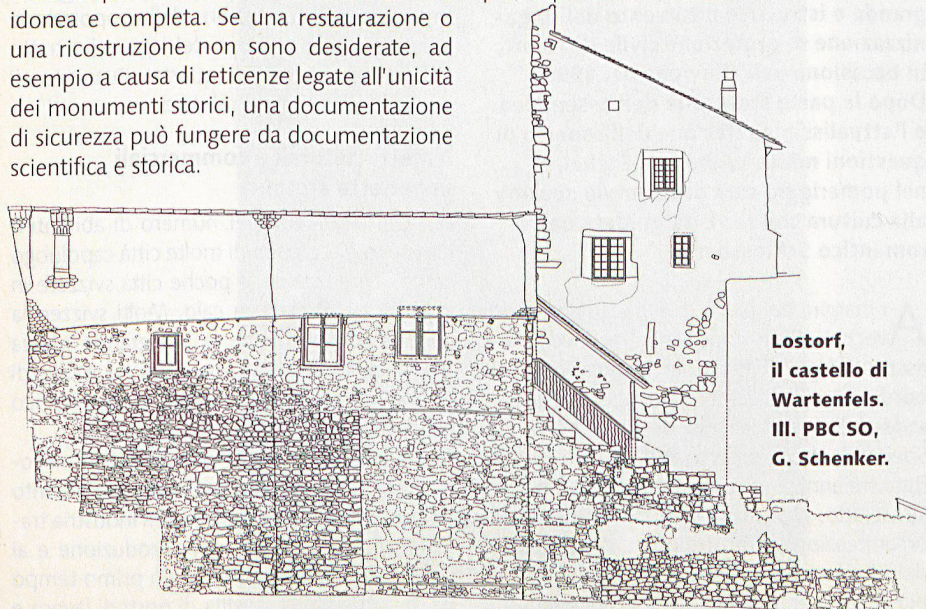 idonea e completa. Se una restaurazione o
una ricostruzione non sono desiderate, ad
esempio a causa di reticenze legate all'unicità
dei monumenti storici, una documentazione
di sicurezza può fungere da documentazione
scientifica e storica.
Lostorf,
il castello di
Wartenfels.
Ill. PBC SO,
G. Schenker.